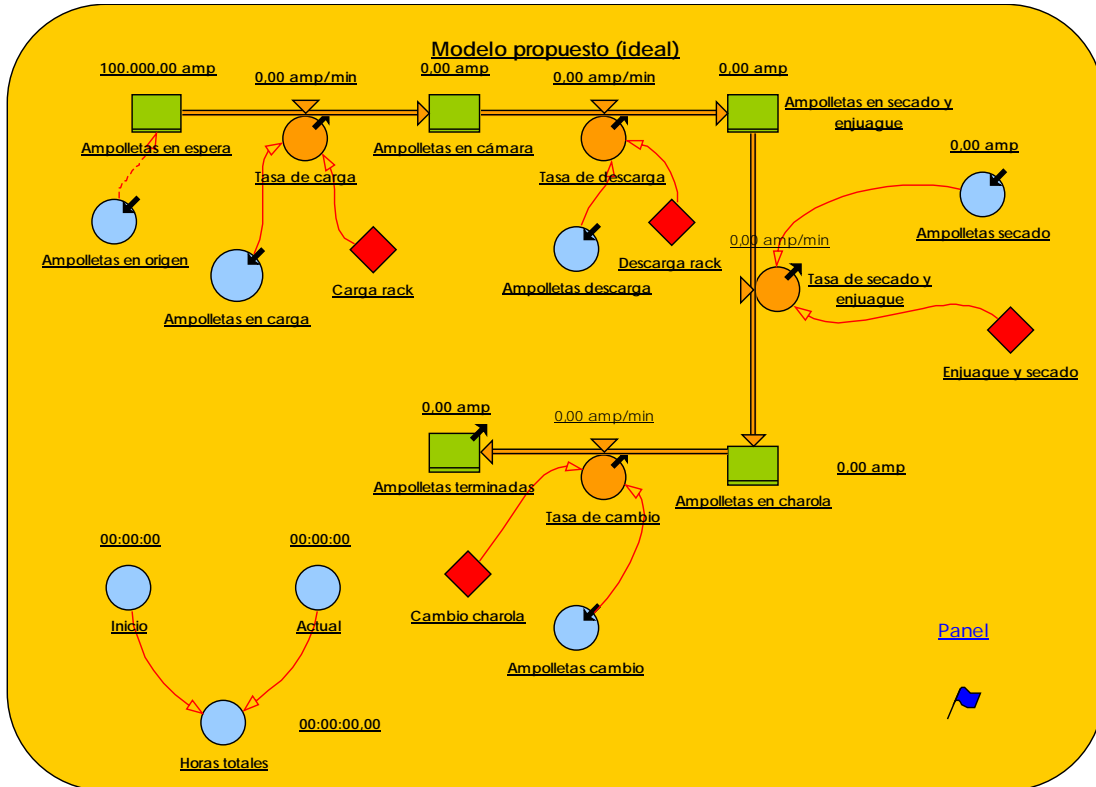 Modelo propuesto (ideal)
100.000,00 amp
0,00 amp/min
0,00 amp
0,00 amp/min
0,00 amp
Ampolletas en espera
Tasa de carga
Ampolletas en cámara
Tasa de descarga
Ampolletas en secado y
enjuague
0,00 amp
Ampolletas en origen
Ampolletas en carga
Carga rack
Ampolletas descarga
Descarga rack
0,00 amp/min
Ampolletas secado
Tasa de secado y
enjuague
Enjuague y secado
0,00 amp
0,00 amp/min
0,00 amp
Ampolletas terminadas
Tasa de cambio
Ampolletas en charola
00:00:00
00:00:00
Inicio
Actual
Cambio charola
Ampolletas cambio
Panel
00:00:00,00
Horas totales